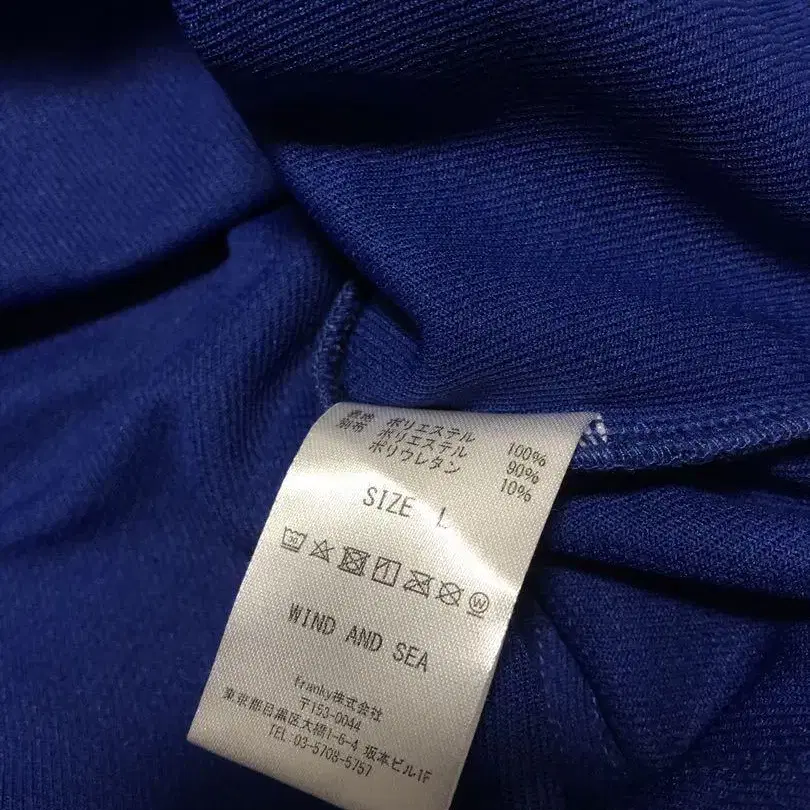 表地 ポリエステル 100%
別布 ポリエステル 90%
ポリウレタン 10%
SIZE L
30 W
WIND AND SEA
Franky株式会社
〒153-0044
東京都目黒区大橋1-6-4 坂本ビル1F
TEL 03-5708-5757